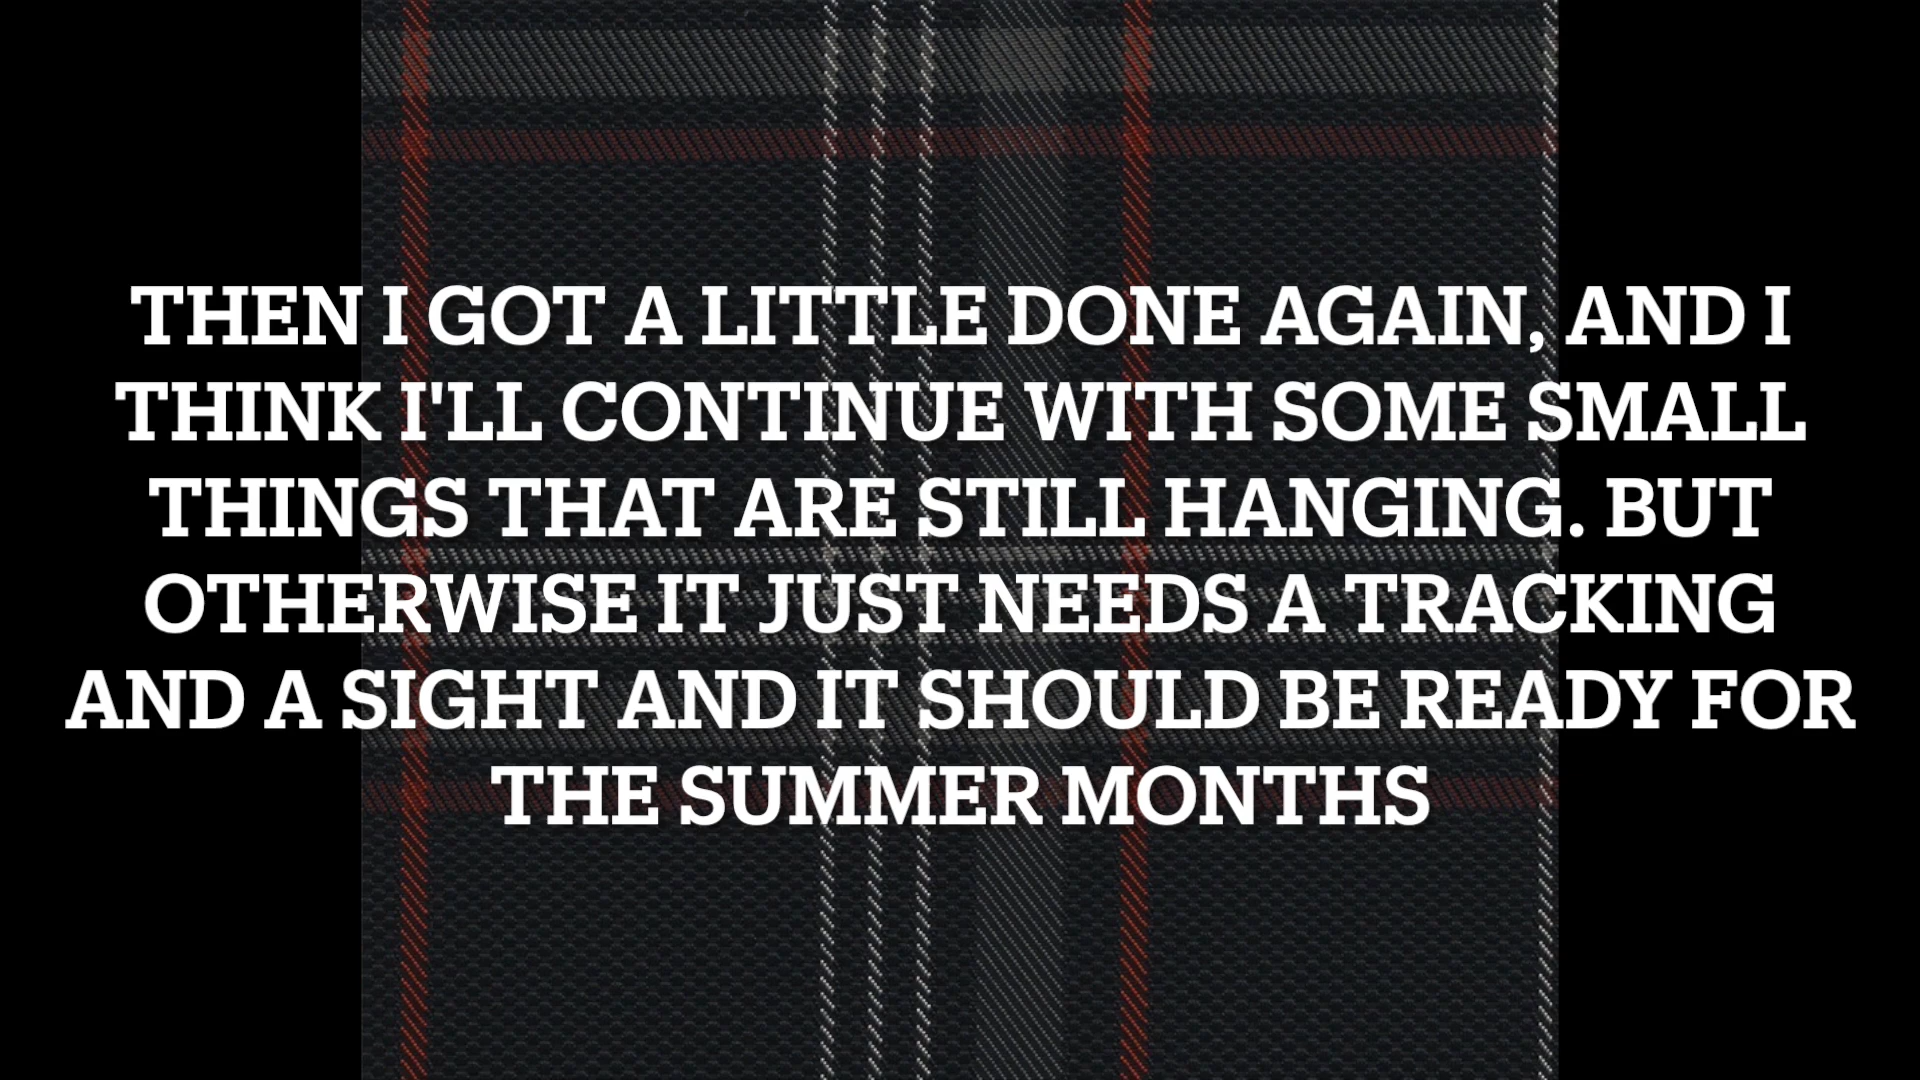 THEN I GOT A LITTLE DONE AGAIN, AND I
THINK I'LL CONTINUE WITH SOME SMALL
THINGS THAT ARE STILL HANGING. BUT
OTHERWISE IT JUST NEEDS A TRACKING
AND A SIGHT AND IT SHOULD BE READY FOR
THE SUMMER MONTHS